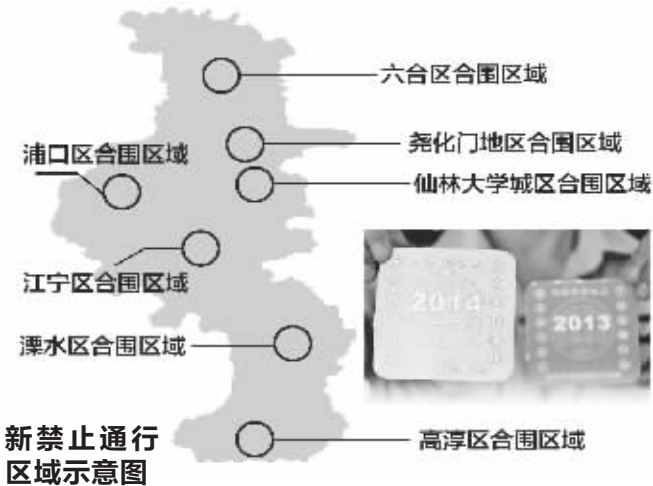 六合区合围区域
尧化门地区合围区域
浦口区合围区域
仙林大学城区合围区域
江宁区合围区域
2014
2013
溧水区合围区域
高淳区合围区域
新禁止通行
区域示意图